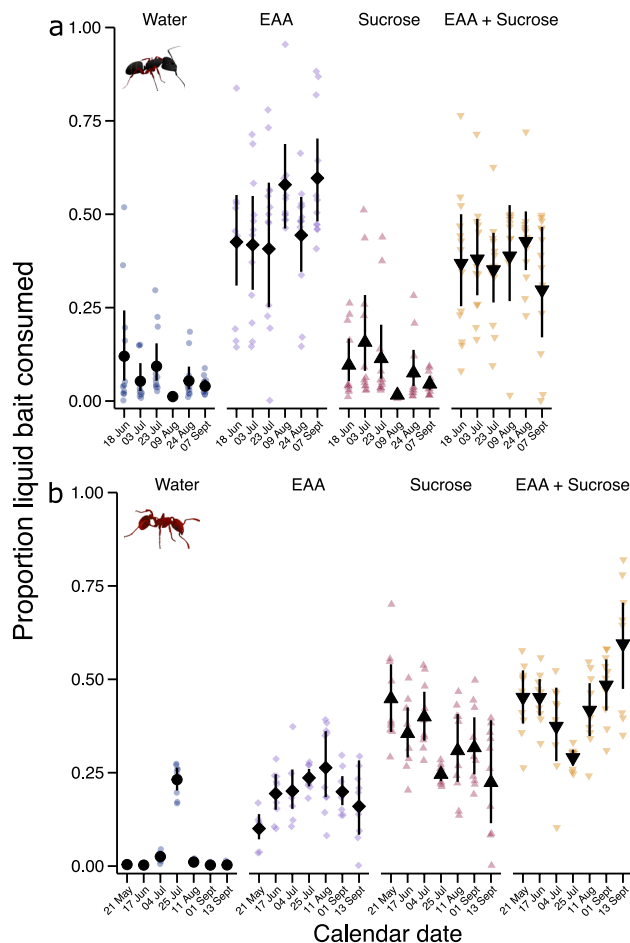 a
Water EAA Sucrose EAA + Sucrose
1.00
0.75
0.50
0.25
0.00
18 Jun 03 Jul 23 Jul 09 Aug 24 Aug 07 Sept 18 Jun 03 Jul 23 Jul 09 Aug 24 Aug 07 Sept 18 Jun 03 Jul 23 Jul 09 Aug 24 Aug 07 Sept 18 Jun 03 Jul 23 Jul 09 Aug 24 Aug 07 Sept
Proportion liquid bait consumed
b
Water EAA Sucrose EAA + Sucrose
1.00
0.75
0.50
0.25
0.00
21 May 17 Jun 04 Jul 25 Jul 11 Aug 01 Sept 13 Sept 21 May 17 Jun 04 Jul 25 Jul 11 Aug 01 Sept 13 Sept 21 May 17 Jun 04 Jul 25 Jul 11 Aug 01 Sept 13 Sept 21 May 17 Jun 04 Jul 25 Jul 11 Aug 01 Sept 13 Sept
Calendar date